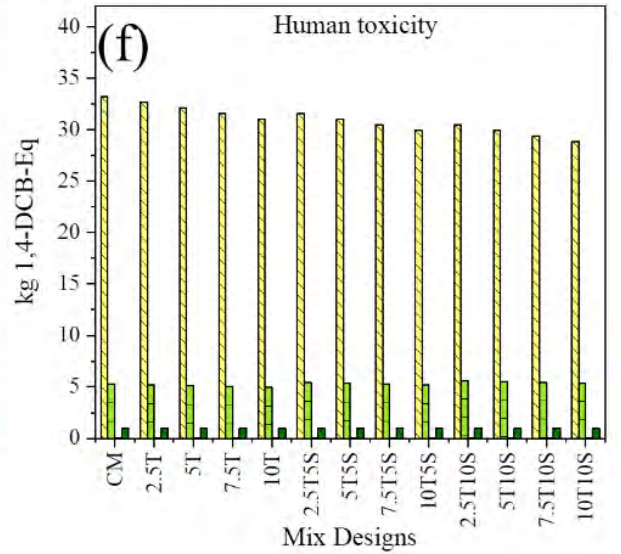 (f)
Human toxicity
kg 1,4-DCB-Eq
40
35
30
25
20
15
10
5
0
CM
2.5T
5T
7.5T
10T
2.5T5S
5T5S
7.5T5S
10T5S
2.5T10S
5T10S
7.5T10S
10T10S
Mix Designs